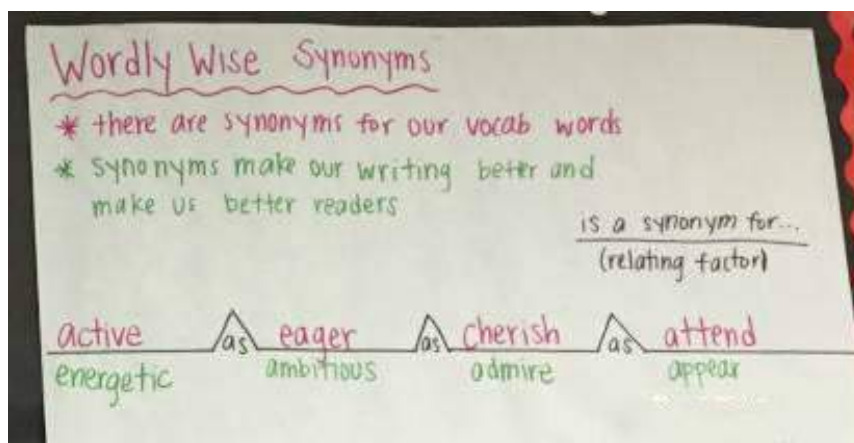 Wordly Wise Synonyms
* there are synonyms for our vocab words
* synonyms make our writing beter and
make us better readers
is a synonym for...
(relating factor)
active as eager as cherish as attend
energetic ambitious admire appear